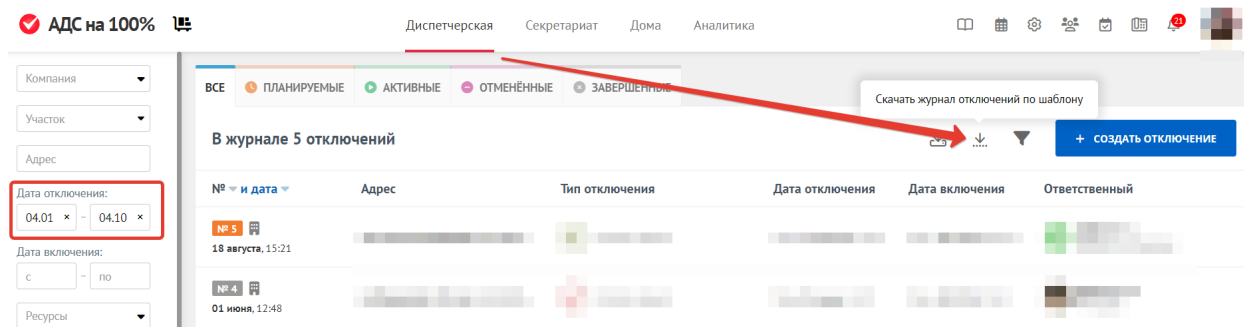 АДС на 100%
Диспетчерская Секретариат Дома Аналитика
21
Компания
Участок
Адрес
Дата отключения:
04.01 × – 04.10 ×
Дата включения:
с – по
Ресурсы
ВСЕ ПЛАНИРУЕМЫЕ АКТИВНЫЕ ОТМЕНЁННЫЕ ЗАВЕРШЕННЫЕ
Скачать журнал отключений по шаблону
В журнале 5 отключений
+ СОЗДАТЬ ОТКЛЮЧЕНИЕ
№ и дата Адрес Тип отключения Дата отключения Дата включения Ответственный
№ 5
18 августа, 15:21
№ 4
01 июня, 12:48